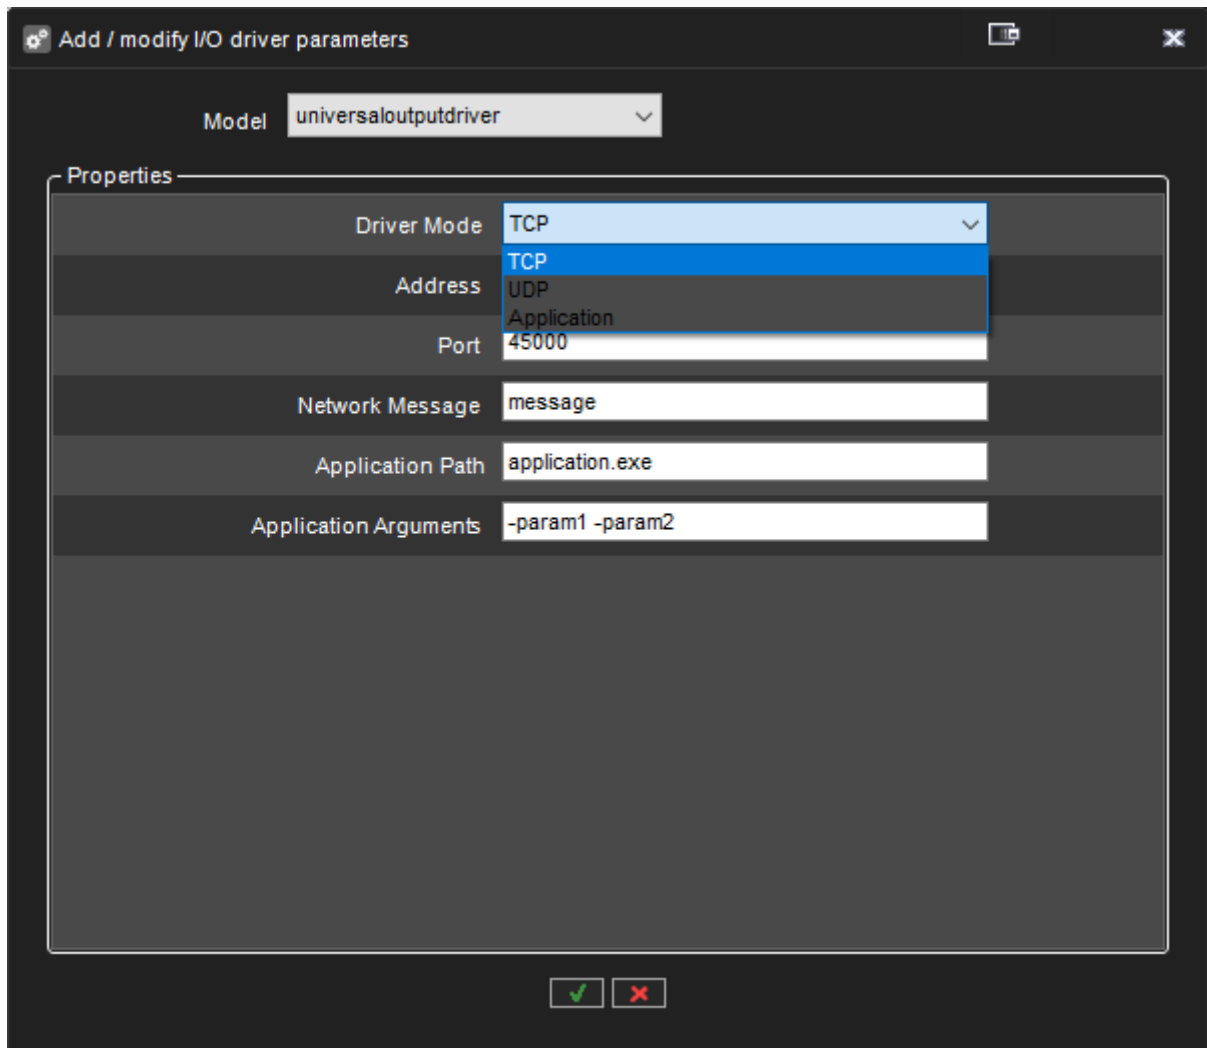 Add / modify I/O driver parameters
Model universaloutputdriver
Properties
Driver Mode TCP
TCP
Address UDP
Application
Port 45000
Network Message message
Application Path application.exe
Application Arguments -param1 -param2